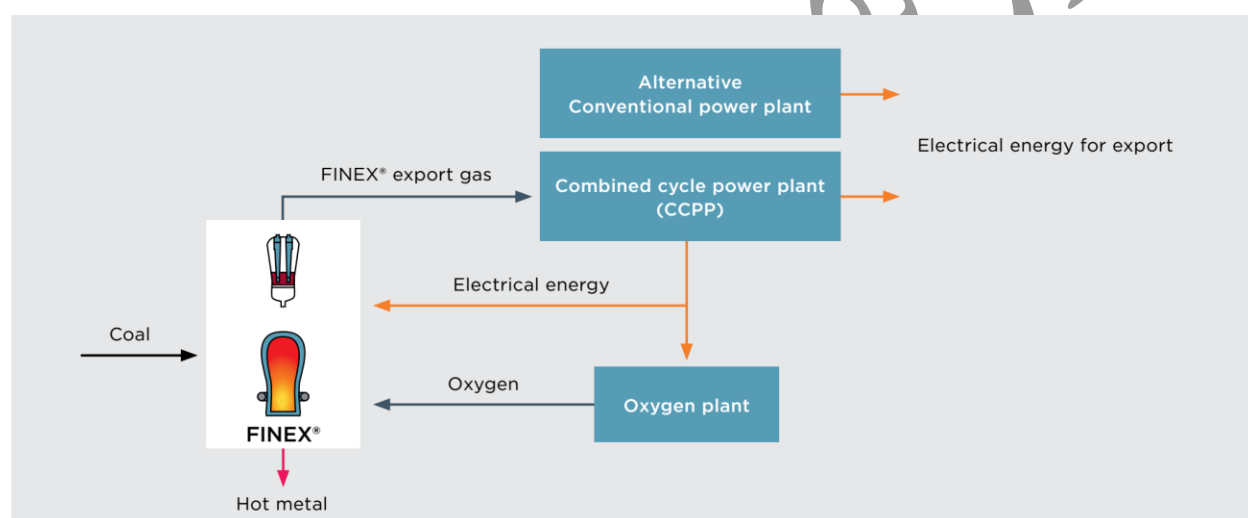 Alternative
Conventional power plant
Electrical energy for export
FINEX® export gas
Combined cycle power plant
(CCPP)
Electrical energy
Coal
Oxygen
Oxygen plant
FINEX®
Hot metal